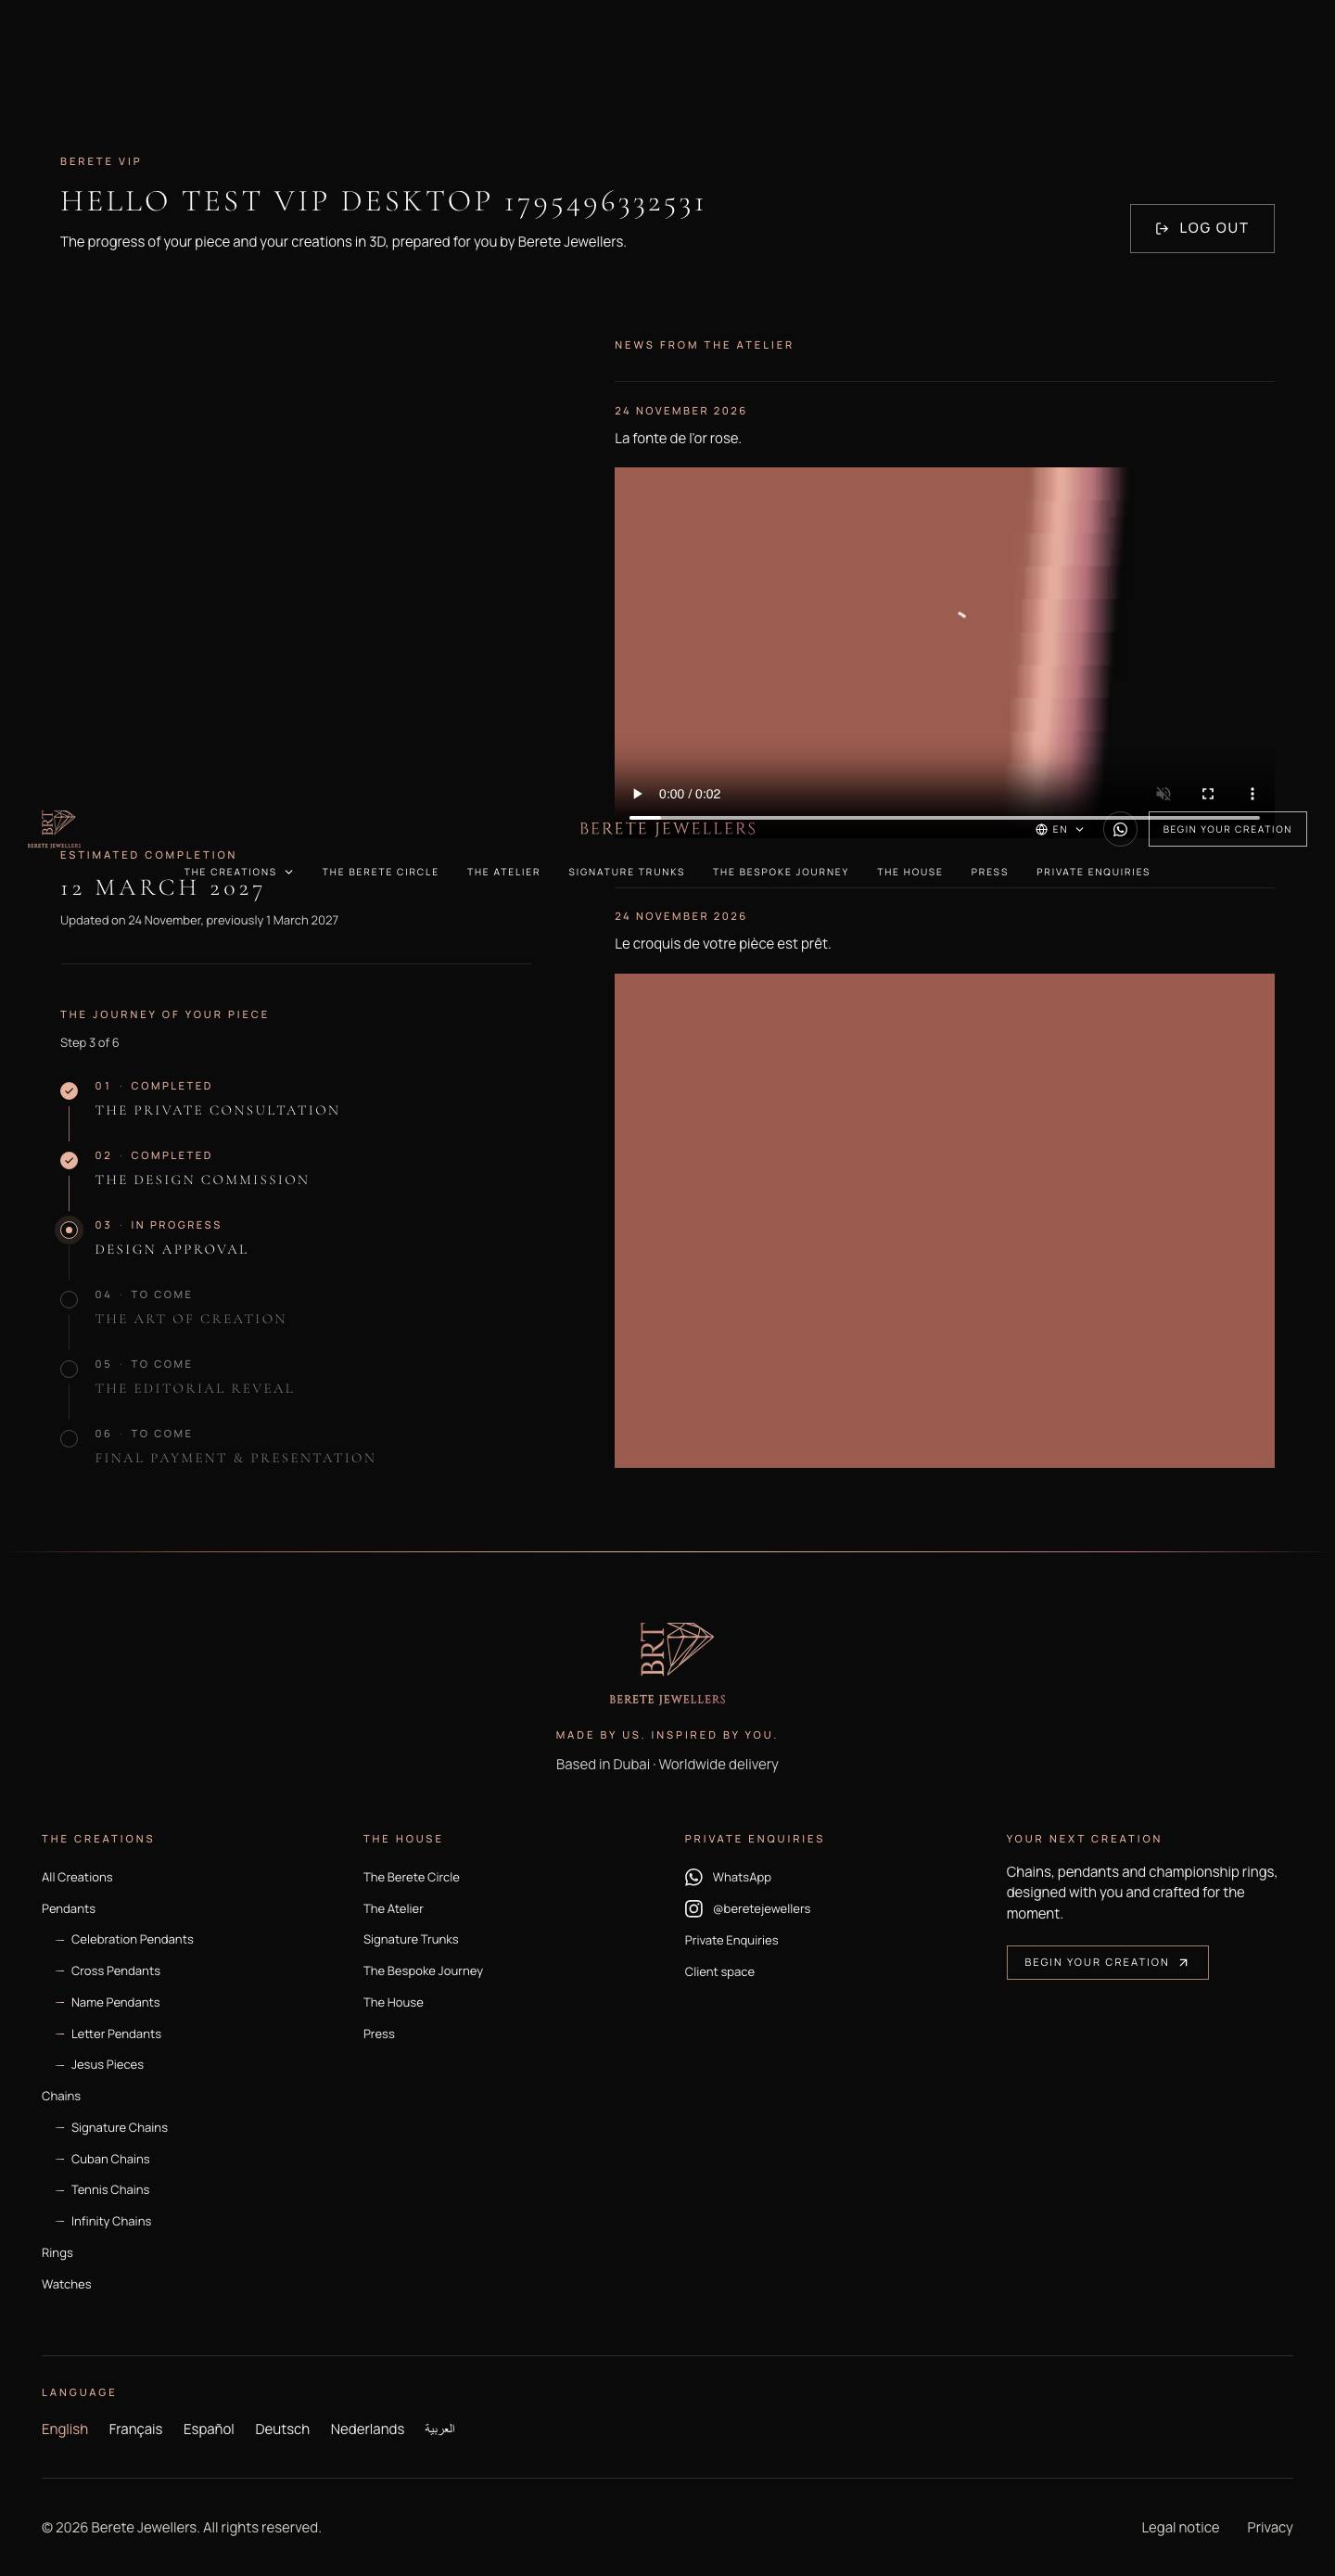 BERETE VIP
HELLO TEST VIP DESKTOP 1795496332531
The progress of your piece and your creations in 3D, prepared for you by Berete Jewellers.
LOG OUT
NEWS FROM THE ATELIER
24 NOVEMBER 2026
La fonte de l'or rose.
0:00 / 0:02
BRT
BERETE JEWELLERS
BERETE JEWELLERS
EN
BEGIN YOUR CREATION
THE CREATIONS
THE BERETE CIRCLE
THE ATELIER
SIGNATURE TRUNKS
THE BESPOKE JOURNEY
THE HOUSE
PRESS
PRIVATE ENQUIRIES
ESTIMATED COMPLETION
12 MARCH 2027
Updated on 24 November, previously 1 March 2027
24 NOVEMBER 2026
Le croquis de votre pièce est prêt.
THE JOURNEY OF YOUR PIECE
Step 3 of 6
01 · COMPLETED
THE PRIVATE CONSULTATION
02 · COMPLETED
THE DESIGN COMMISSION
03 · IN PROGRESS
DESIGN APPROVAL
04 · TO COME
THE ART OF CREATION
05 · TO COME
THE EDITORIAL REVEAL
06 · TO COME
FINAL PAYMENT & PRESENTATION
BRT
BERETE JEWELLERS
MADE BY US. INSPIRED BY YOU.
Based in Dubai · Worldwide delivery
THE CREATIONS
All Creations
Pendants
— Celebration Pendants
— Cross Pendants
— Name Pendants
— Letter Pendants
— Jesus Pieces
Chains
— Signature Chains
— Cuban Chains
— Tennis Chains
— Infinity Chains
Rings
Watches
THE HOUSE
The Berete Circle
The Atelier
Signature Trunks
The Bespoke Journey
The House
Press
PRIVATE ENQUIRIES
WhatsApp
@beretejewellers
Private Enquiries
Client space
YOUR NEXT CREATION
Chains, pendants and championship rings,
designed with you and crafted for the
moment.
BEGIN YOUR CREATION
LANGUAGE
English Français Español Deutsch Nederlands العربية
© 2026 Berete Jewellers. All rights reserved.
Legal notice Privacy